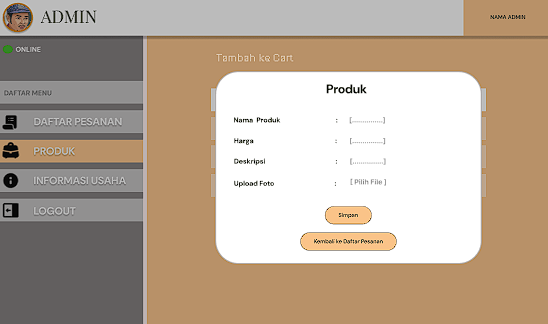 ADMIN
NAMA ADMIN
ONLINE
Tambah ke Cart
DAFTAR MENU
DAFTAR PESANAN
PRODUK
INFORMASI USAHA
LOGOUT
Produk
Nama Produk : [................]
Harga : [................]
Deskripsi : [................]
Upload Foto : [ Pilih File ]
Simpan
Kembali ke Daftar Pesanan